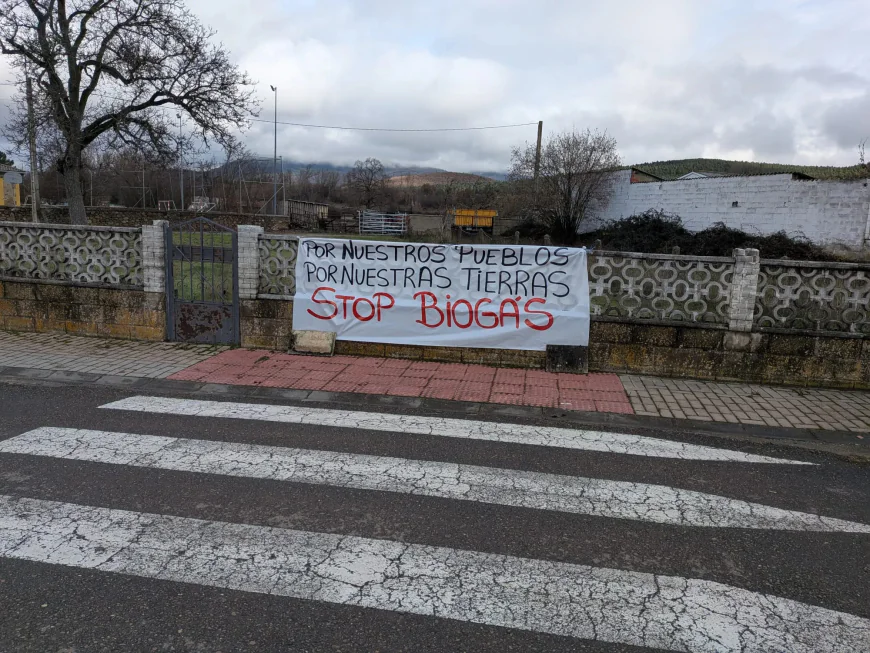 POR NUESTROS PUEBLOS
POR NUESTRAS TIERRAS
STOP BIOGÁS